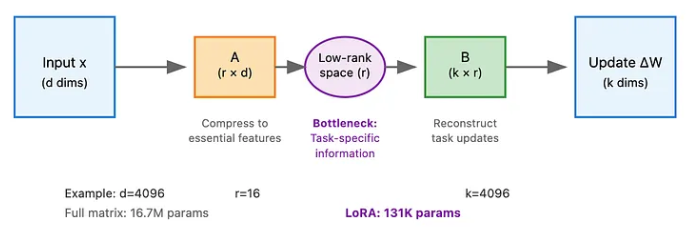 Input x
(d dims)
A
(r × d)
Low-rank
space (r)
B
(k × r)
Update ΔW
(k dims)
Compress to
essential features
Bottleneck:
Task-specific
information
Reconstruct
task updates
Example: d=4096
r=16
k=4096
Full matrix: 16.7M params
LoRA: 131K params